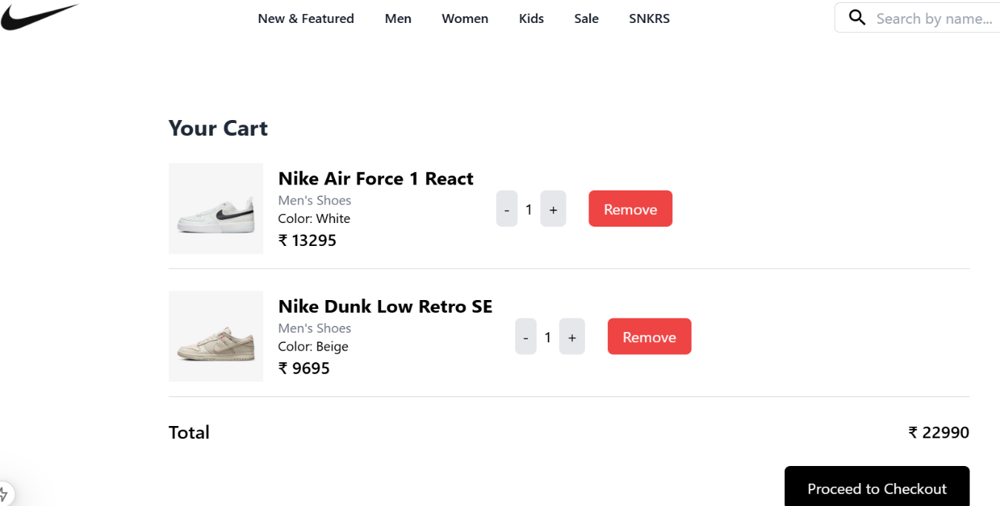 New & Featured Men Women Kids Sale SNKRS Search by name...
Your Cart
Nike Air Force 1 React
Men's Shoes
Color: White
₹ 13295
- 1 + Remove
Nike Dunk Low Retro SE
Men's Shoes
Color: Beige
₹ 9695
- 1 + Remove
Total ₹ 22990
Proceed to Checkout